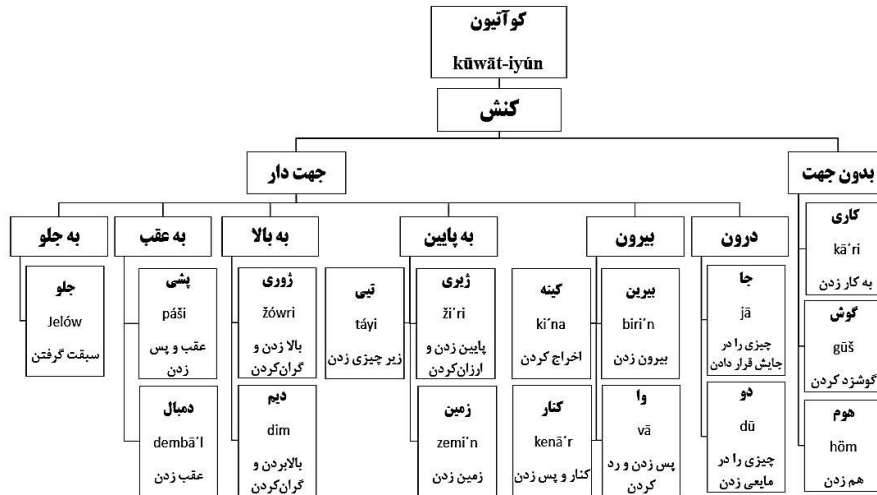 کوآتیون
kūwāt-iyún
کنش
بدون جهت
جهت دار
درون
بیرون
به پایین
به بالا
به عقب
به جلو
کاری
kā´ri
به کار زدن
گوش
gūš
گوشزد کردن
هوم
höm
هم زدن
جا
jā
چیزی را در
جایش قرار دادن
دو
dū
چیزی را در
مایعی زدن
بیرین
biri´n
بیرون زدن
وا
vā
پس زدن و رد
کردن
کینه
ki´na
اخراج کردن
کنار
kenā´r
کنار و پس زدن
ژیری
ži´ri
پایین زدن و
ارزان‌کردن
زمین
zemi´n
زمین زدن
تیی
táyi
زیر چیزی زدن
ژوری
žówri
بالا زدن و
گران‌کردن
دیم
dim
بالابردن و
گران‌کردن
پشی
páši
عقب و پس
زدن
دمبال
dembā´l
عقب زدن
جلو
Jelów
سبقت گرفتن